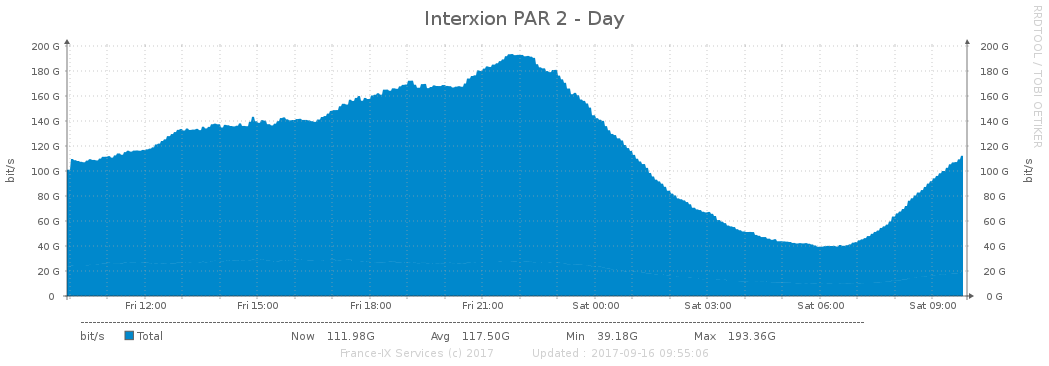 Interxion PAR 2 - Day
RRDTOOL / TOBI OETIKER
bit/s
200 G 200 G
180 G 180 G
160 G 160 G
140 G 140 G
120 G 120 G
100 G 100 G
80 G 80 G
60 G 60 G
40 G 40 G
20 G 20 G
0 0 G
bit/s
Fri 12:00 Fri 15:00 Fri 18:00 Fri 21:00 Sat 00:00 Sat 03:00 Sat 06:00 Sat 09:00
bit/s Total Now 111.98G Avg 117.50G Min 39.18G Max 193.36G
France-IX Services (c) 2017 Updated : 2017-09-16 09:55:06